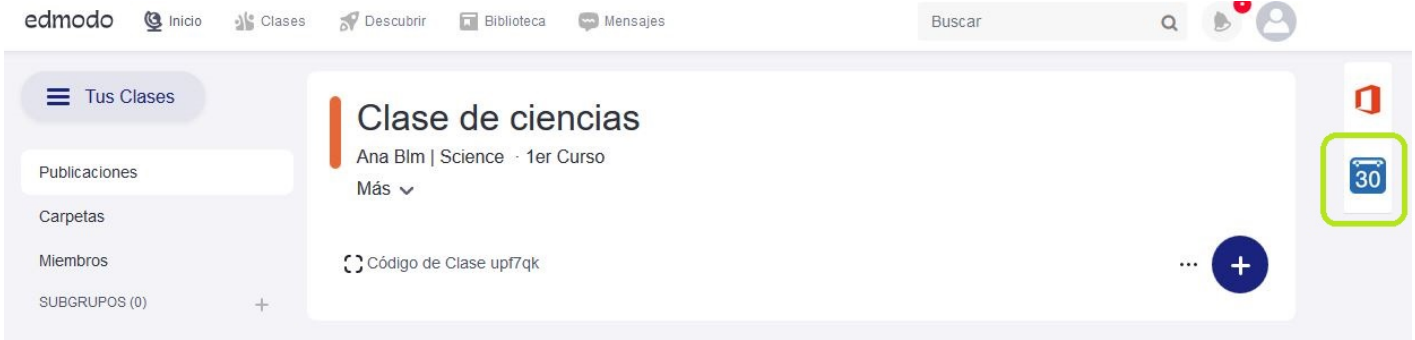 edmodo Inicio Clases Descubrir Biblioteca Mensajes Buscar
Tus Clases
Clase de ciencias
Ana Blm | Science · 1er Curso
Más
Publicaciones
Carpetas
Miembros
SUBGRUPOS (0) +
Código de Clase upf7qk
... +
30